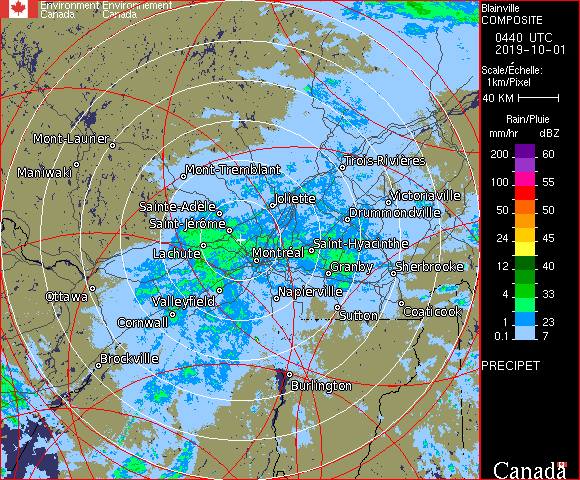 Environment Environnement
Canada Canada
Mont-Laurier
Maniwaki
Mont-Tremblant
Trois-Rivières
Joliette
Victoriaville
Sainte-Adèle
Drummondville
Saint-Jérôme
Lachute
Montréal
Saint-Hyacinthe
Granby
Sherbrooke
Ottawa
Valleyfield
Napierville
Cornwall
Sutton
Coaticook
Brockville
Burlington
Blainville
COMPOSITE
0440 UTC
2019-10-01
Scale/Échelle:
1km/Pixel
40 KM
Rain/Pluie
mm/hr dBZ
200 60
100 55
50 50
24 45
12 40
4 33
1 23
0.1 7
PRECIPET
Canada